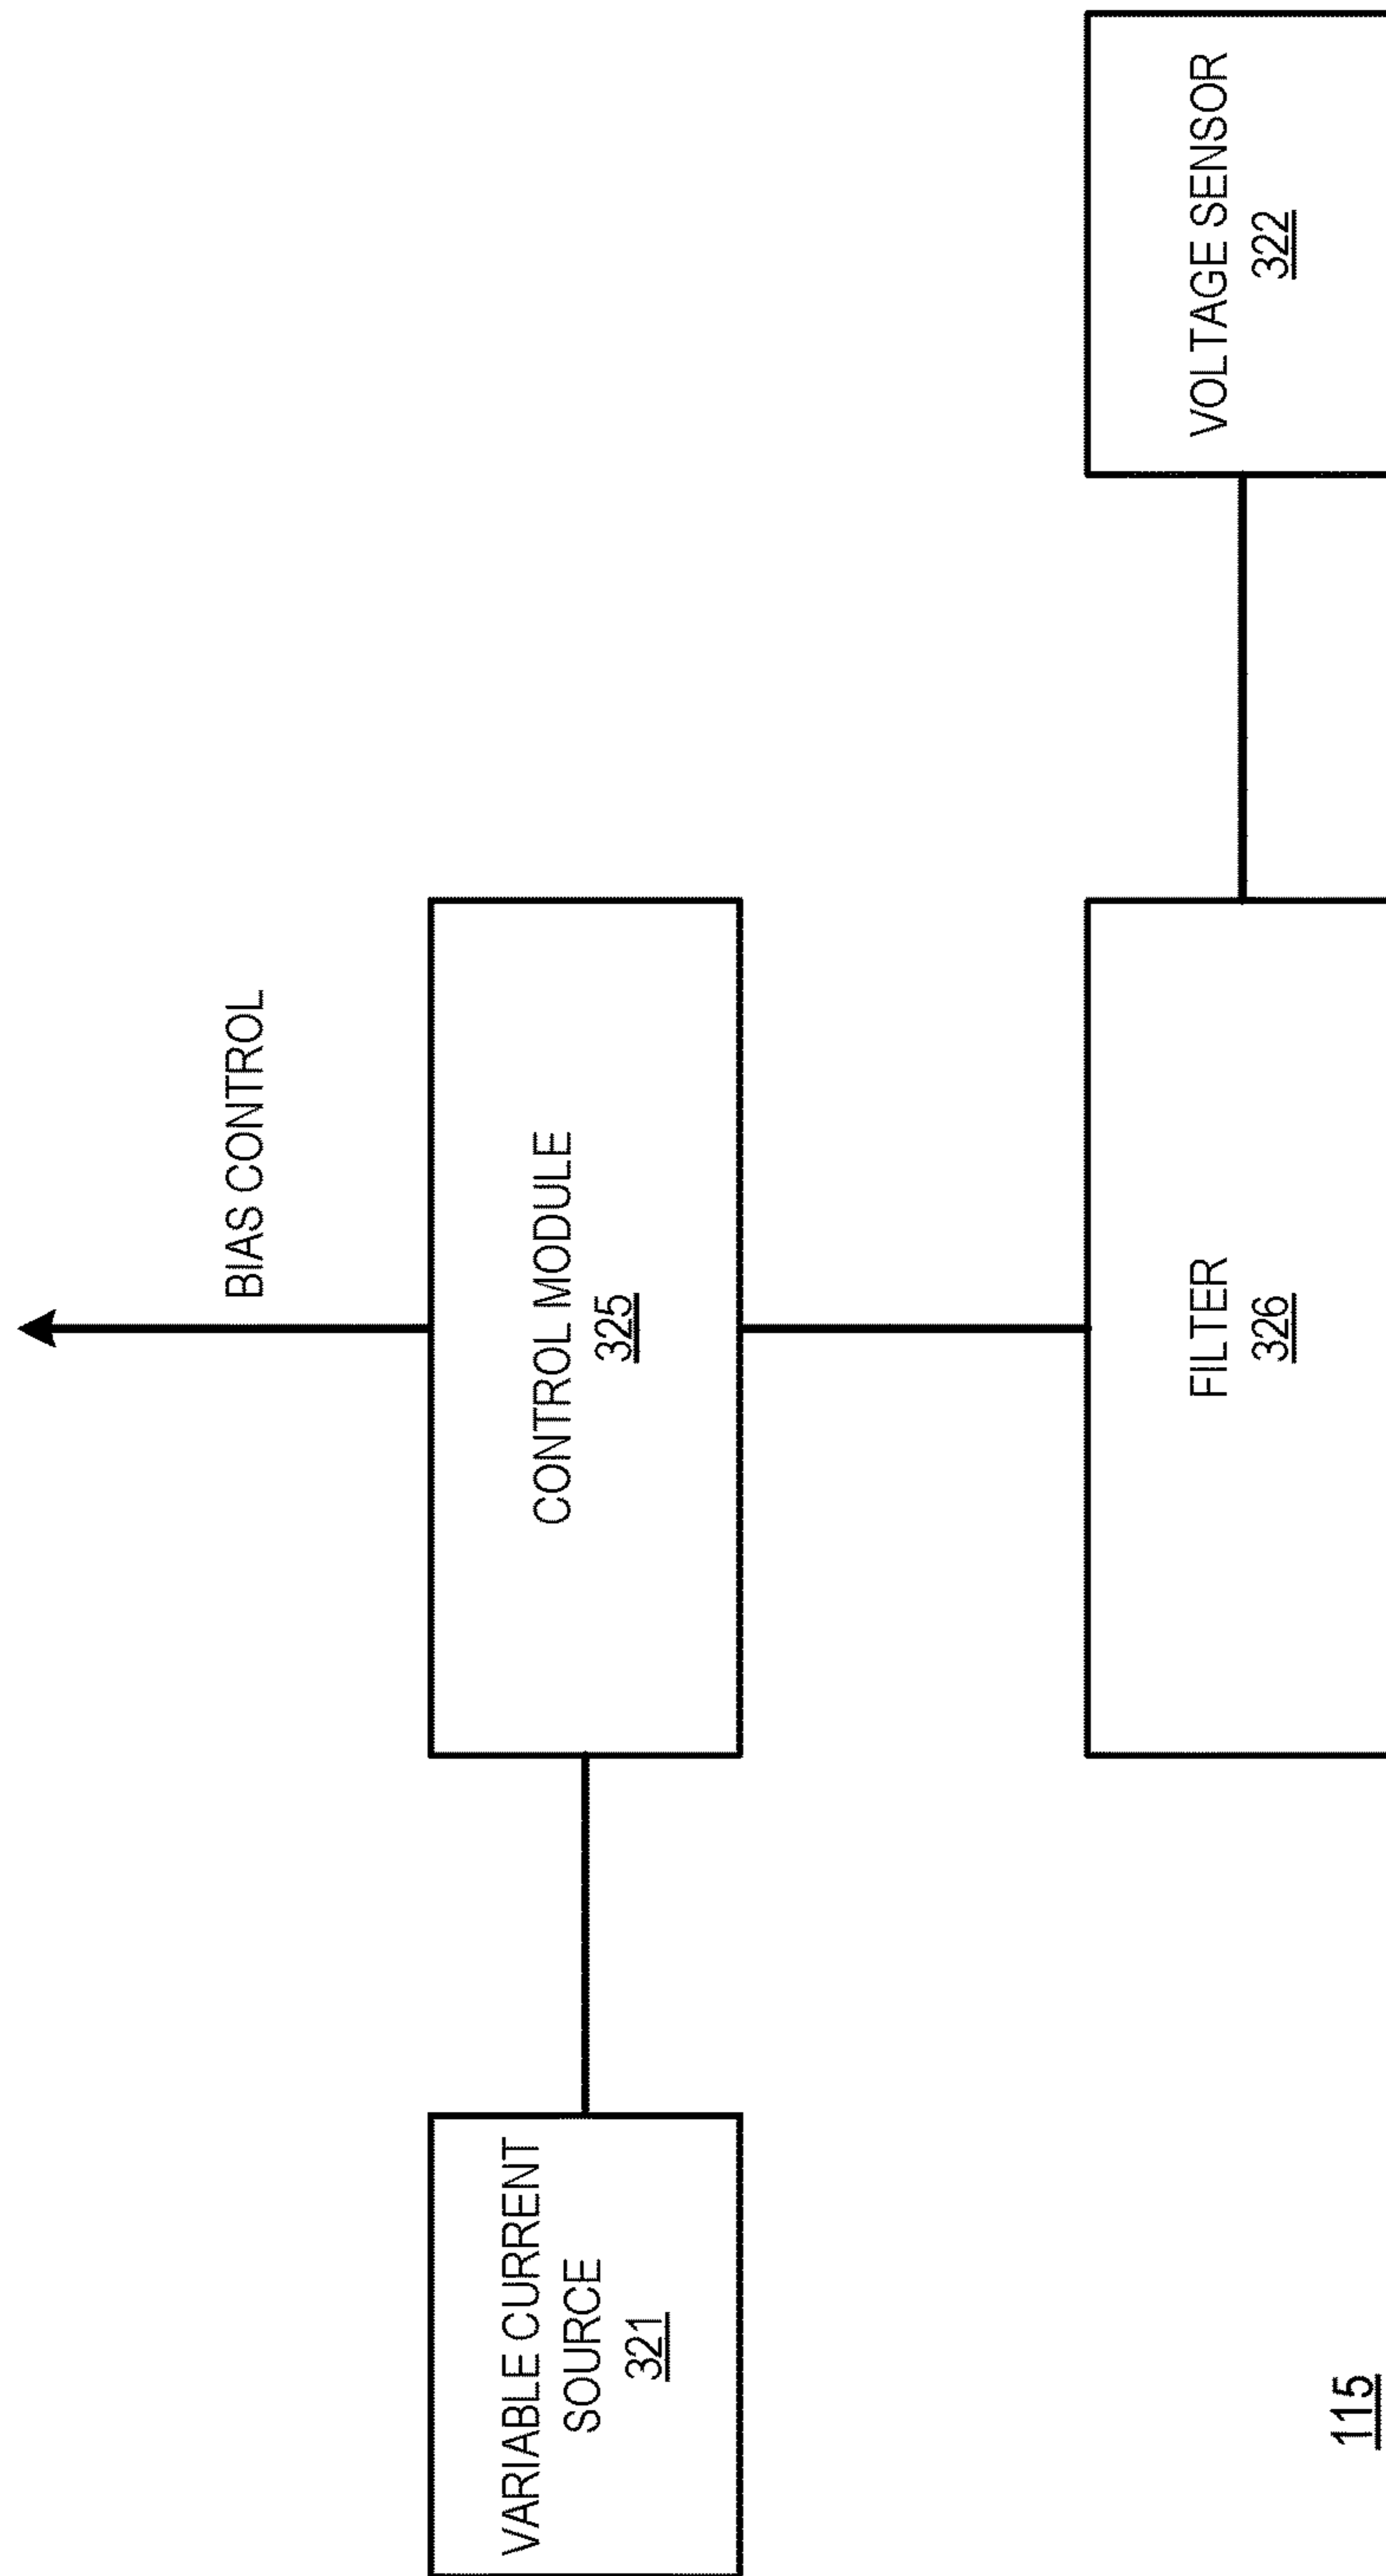 BIAS CONTROL
VARIABLE CURRENT
SOURCE
321
CONTROL MODULE
325
FILTER
326
VOLTAGE SENSOR
322
115